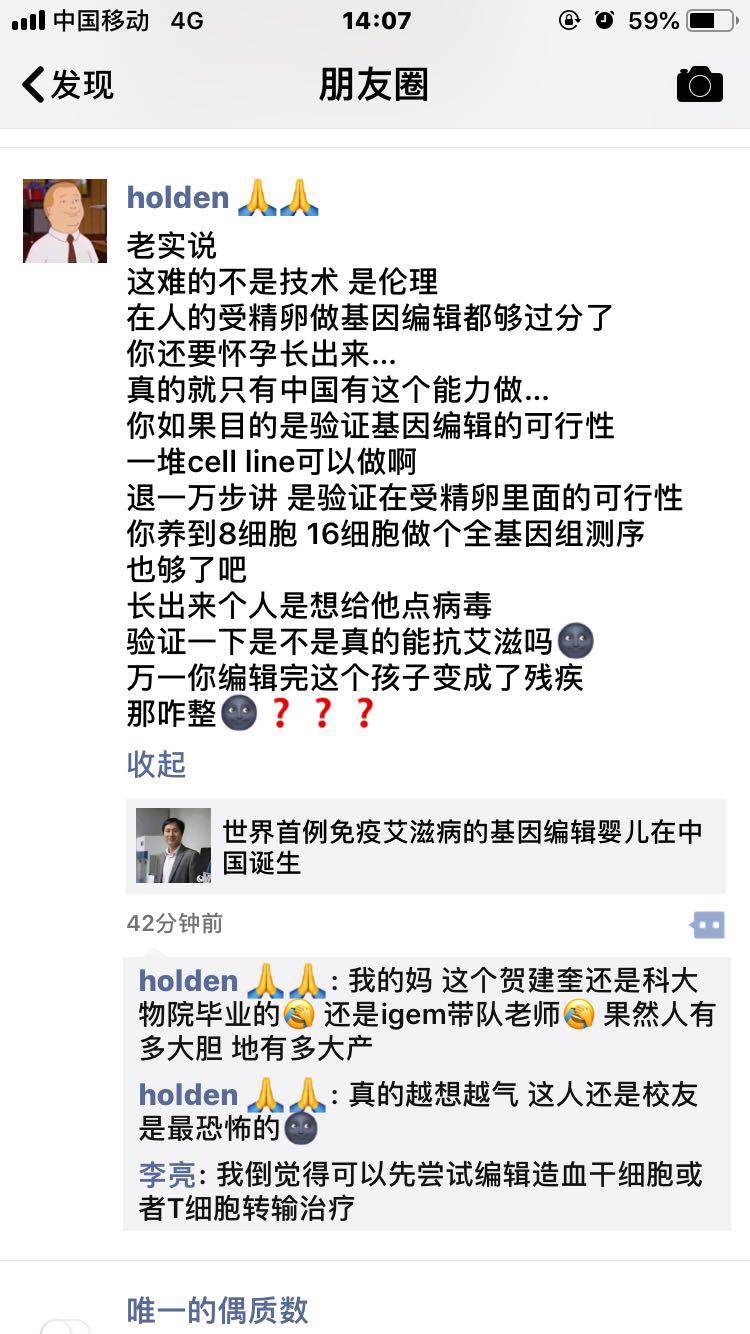 中国移动 4G 14:07 59%
发现 朋友圈
holden 🙏🙏
老实说
这难的不是技术 是伦理
在人的受精卵做基因编辑都够过分了
你还要怀孕长出来...
真的就只有中国有这个能力做...
你如果目的是验证基因编辑的可行性
一堆cell line可以做啊
退一万步讲 是验证在受精卵里面的可行性
你养到8细胞 16细胞做个全基因组测序
也够了吧
长出来个人是想给他点病毒
验证一下是不是真的能抗艾滋吗🌚
万一你编辑完这个孩子变成了残疾
那咋整🌚❓❓❓
收起
世界首例免疫艾滋病的基因编辑婴儿在中
国诞生
42分钟前
holden 🙏🙏: 我的妈 这个贺建奎还是科大
物院毕业的🤦 还是igem带队老师🤦 果然人有
多大胆 地有多大产
holden 🙏🙏: 真的越想越气 这人还是校友
是最恐怖的🌚
李亮: 我倒觉得可以先尝试编辑造血干细胞或
者T细胞转输治疗
唯一的偶质数